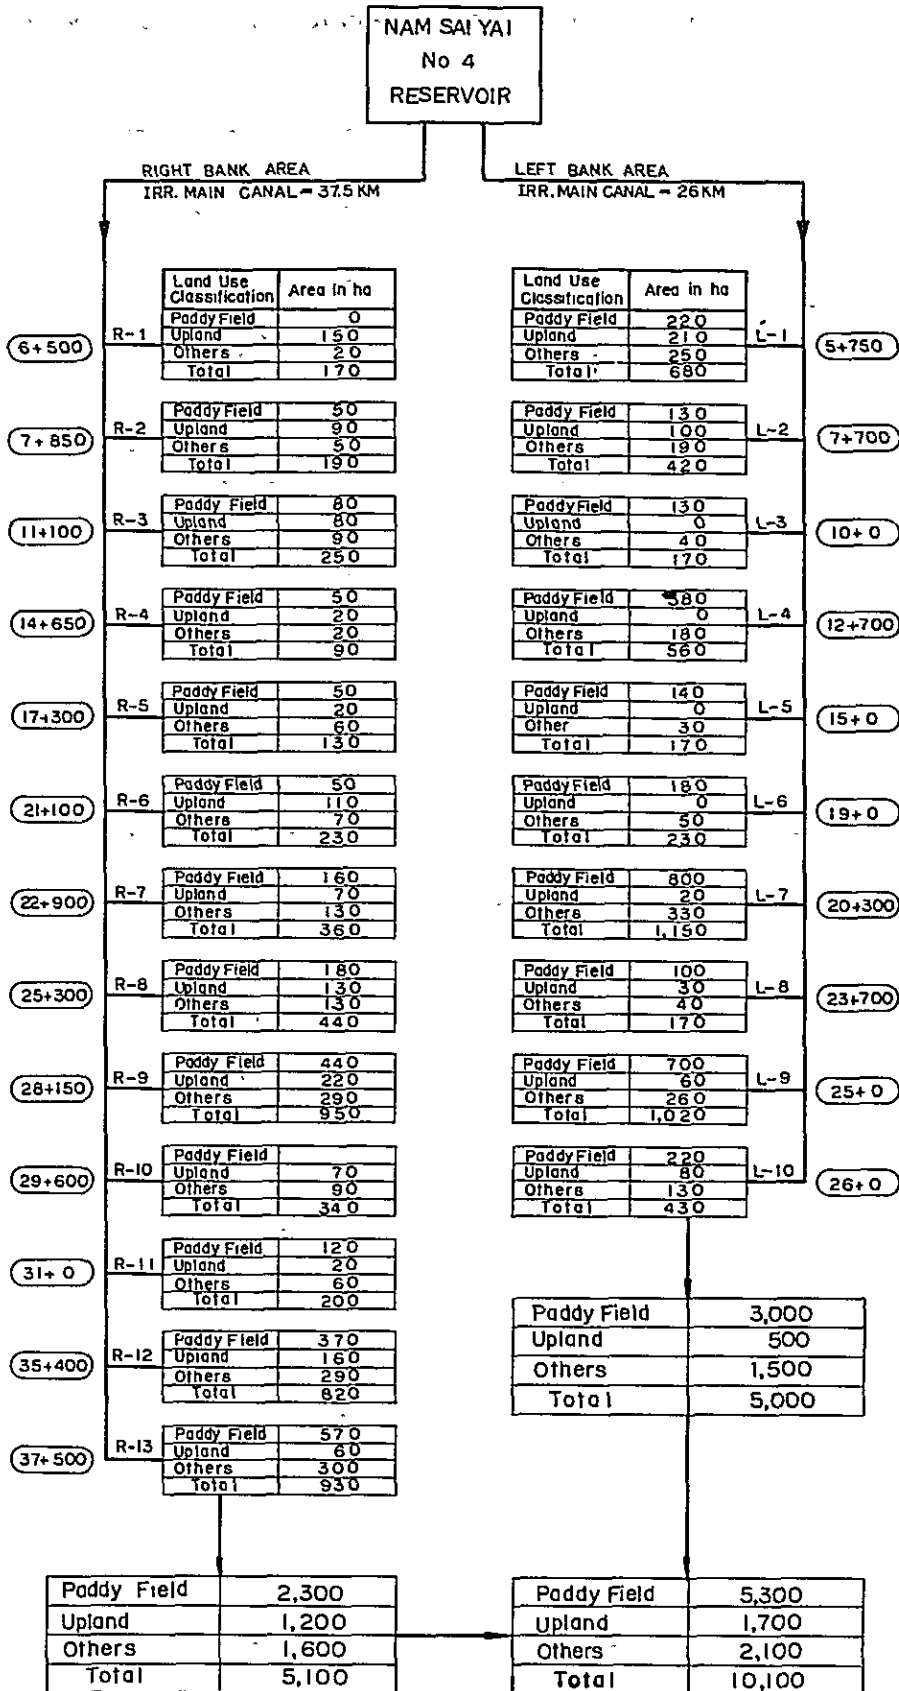 NAM SAI YAI
No 4
RESERVOIR
RIGHT BANK AREA
IRR. MAIN CANAL = 37.5 KM
LEFT BANK AREA
IRR. MAIN CANAL = 26 KM
6+500
R-1
Land Use Classification Area in ha
Paddy Field 0
Upland 150
Others 20
Total 170
7+850
R-2
Paddy Field 50
Upland 90
Others 50
Total 190
11+100
R-3
Paddy Field 80
Upland 80
Others 90
Total 250
14+650
R-4
Paddy Field 50
Upland 20
Others 20
Total 90
17+300
R-5
Paddy Field 50
Upland 20
Others 60
Total 130
21+100
R-6
Paddy Field 50
Upland 110
Others 70
Total 230
22+900
R-7
Paddy Field 160
Upland 70
Others 130
Total 360
25+300
R-8
Paddy Field 180
Upland 130
Others 130
Total 440
28+150
R-9
Paddy Field 440
Upland 220
Others 290
Total 950
29+600
R-10
Paddy Field
Upland 70
Others 90
Total 340
31+0
R-11
Paddy Field 120
Upland 20
Others 60
Total 200
35+400
R-12
Paddy Field 370
Upland 160
Others 290
Total 820
37+500
R-13
Paddy Field 570
Upland 60
Others 300
Total 930
Paddy Field 2,300
Upland 1,200
Others 1,600
Total 5,100
Land Use Classification Area in ha
Paddy Field 220
Upland 210
Others 250
Total 680
L-1
5+750
Paddy Field 130
Upland 100
Others 190
Total 420
L-2
7+700
Paddy Field 130
Upland 0
Others 40
Total 170
L-3
10+0
Paddy Field 380
Upland 0
Others 180
Total 560
L-4
12+700
Paddy Field 140
Upland 0
Other 30
Total 170
L-5
15+0
Paddy Field 180
Upland 0
Others 50
Total 230
L-6
19+0
Paddy Field 800
Upland 20
Others 330
Total 1,150
L-7
20+300
Paddy Field 100
Upland 30
Others 40
Total 170
L-8
23+700
Paddy Field 700
Upland 60
Others 260
Total 1,020
L-9
25+0
Paddy Field 220
Upland 80
Others 130
Total 430
L-10
26+0
Paddy Field 3,000
Upland 500
Others 1,500
Total 5,000
Paddy Field 5,300
Upland 1,700
Others 2,100
Total 10,100